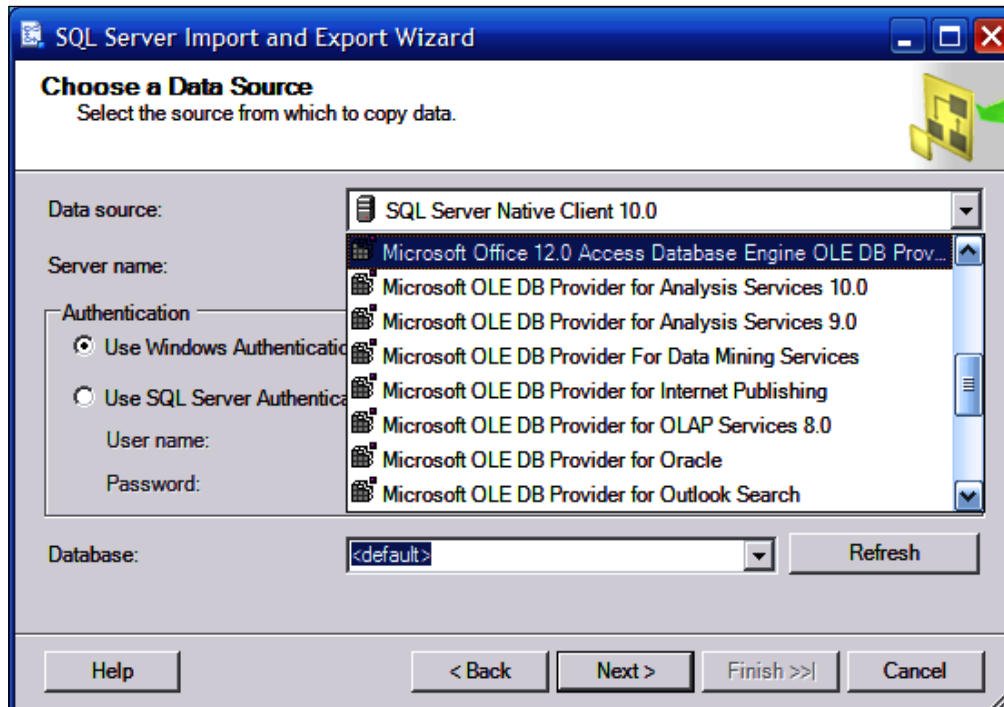 SQL Server Import and Export Wizard
Choose a Data Source
Select the source from which to copy data.
Data source:
SQL Server Native Client 10.0
Microsoft Office 12.0 Access Database Engine OLE DB Prov...
Server name:
Microsoft OLE DB Provider for Analysis Services 10.0
Authentication
Microsoft OLE DB Provider for Analysis Services 9.0
Use Windows Authenticatio
Microsoft OLE DB Provider For Data Mining Services
Microsoft OLE DB Provider for Internet Publishing
Use SQL Server Authentica
Microsoft OLE DB Provider for OLAP Services 8.0
User name:
Microsoft OLE DB Provider for Oracle
Password:
Microsoft OLE DB Provider for Outlook Search
Database:
<default>
Refresh
Help
< Back
Next >
Finish >>|
Cancel